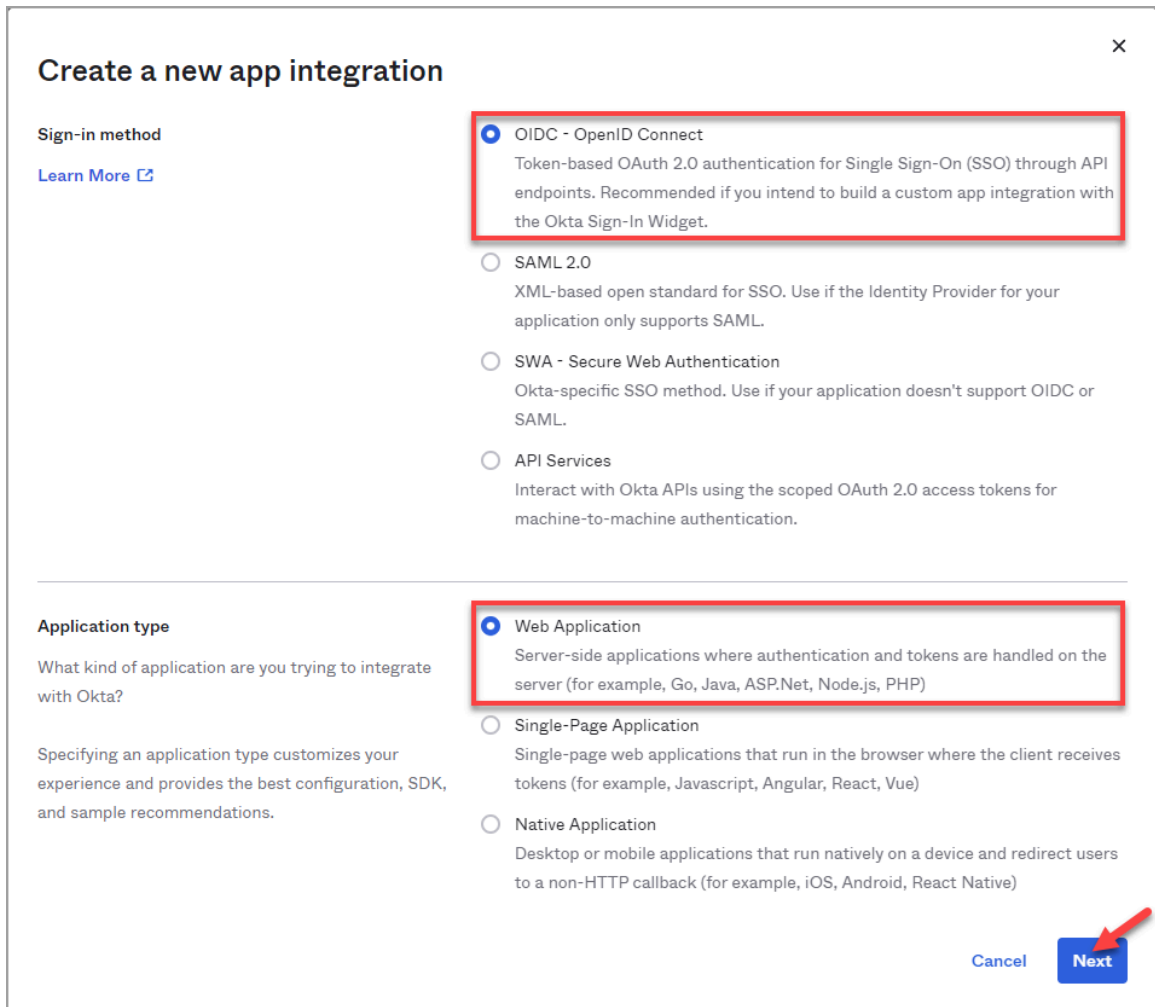 Create a new app integration
Sign-in method
Learn More
OIDC - OpenID Connect
Token-based OAuth 2.0 authentication for Single Sign-On (SSO) through API
endpoints. Recommended if you intend to build a custom app integration with
the Okta Sign-In Widget.
SAML 2.0
XML-based open standard for SSO. Use if the Identity Provider for your
application only supports SAML.
SWA - Secure Web Authentication
Okta-specific SSO method. Use if your application doesn't support OIDC or
SAML.
API Services
Interact with Okta APIs using the scoped OAuth 2.0 access tokens for
machine-to-machine authentication.
Application type
What kind of application are you trying to integrate
with Okta?
Specifying an application type customizes your
experience and provides the best configuration, SDK,
and sample recommendations.
Web Application
Server-side applications where authentication and tokens are handled on the
server (for example, Go, Java, ASP.Net, Node.js, PHP)
Single-Page Application
Single-page web applications that run in the browser where the client receives
tokens (for example, Javascript, Angular, React, Vue)
Native Application
Desktop or mobile applications that run natively on a device and redirect users
to a non-HTTP callback (for example, iOS, Android, React Native)
Cancel
Next